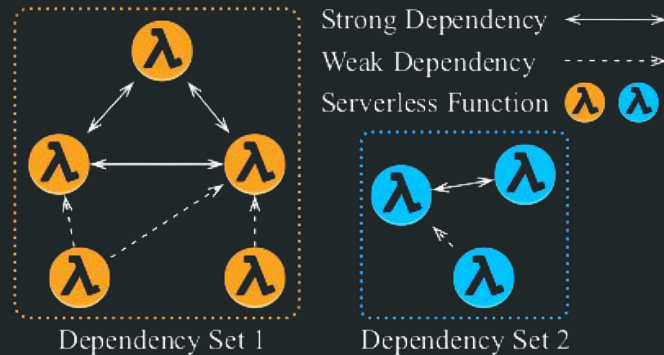 Strong Dependency
Weak Dependency
Serverless Function λ λ
λ
λ λ
λ λ
λ λ
λ
Dependency Set 1
Dependency Set 2